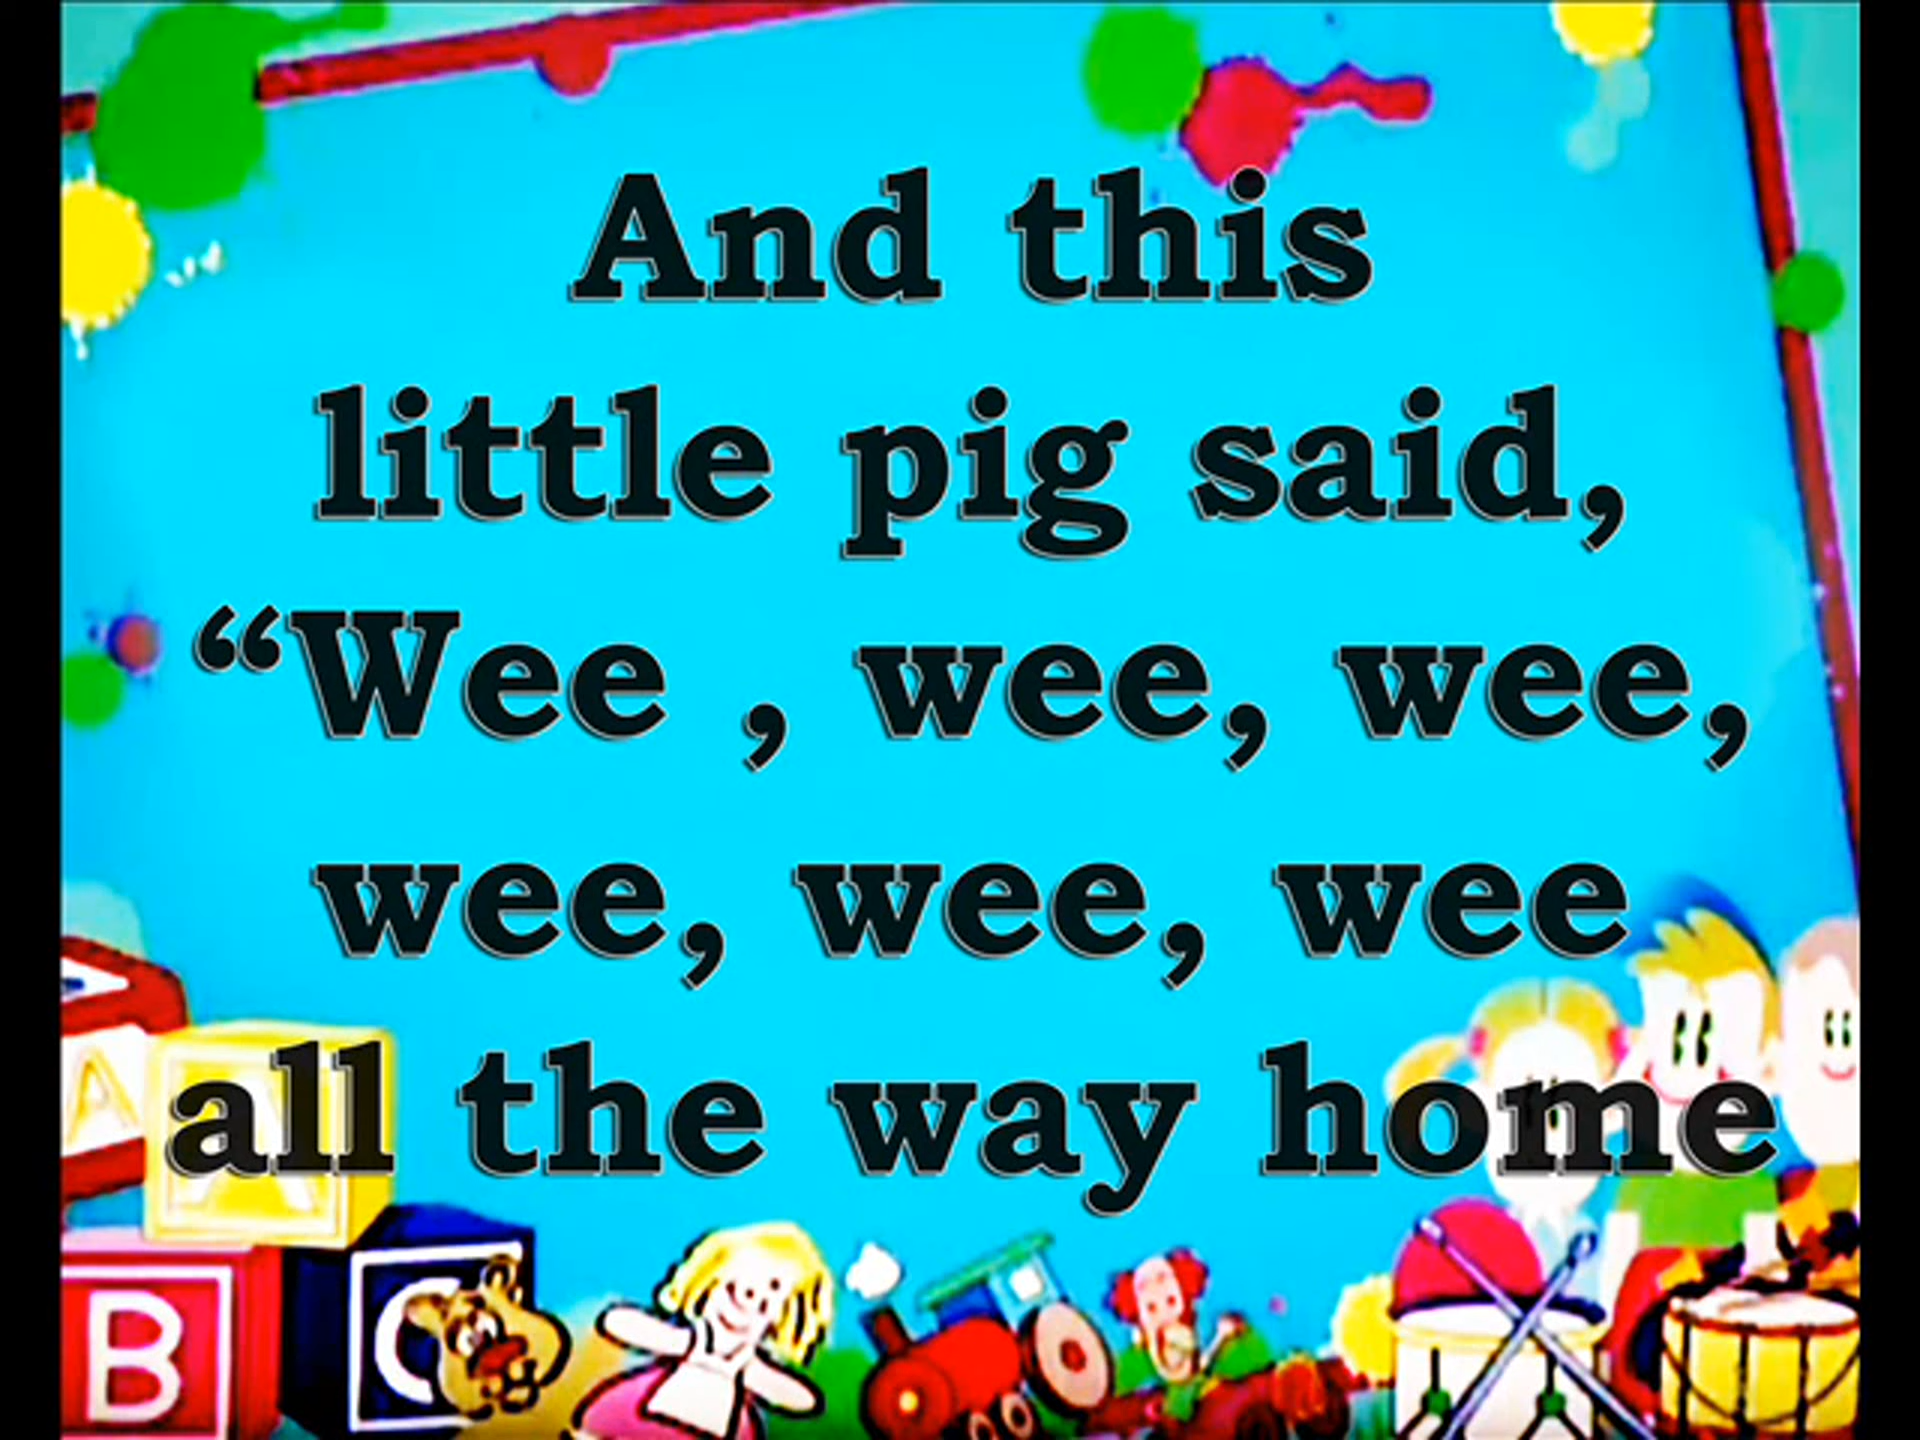 And this
little pig said,
“Wee , wee, wee,
wee, wee, wee
all the way home
A
A
B
C